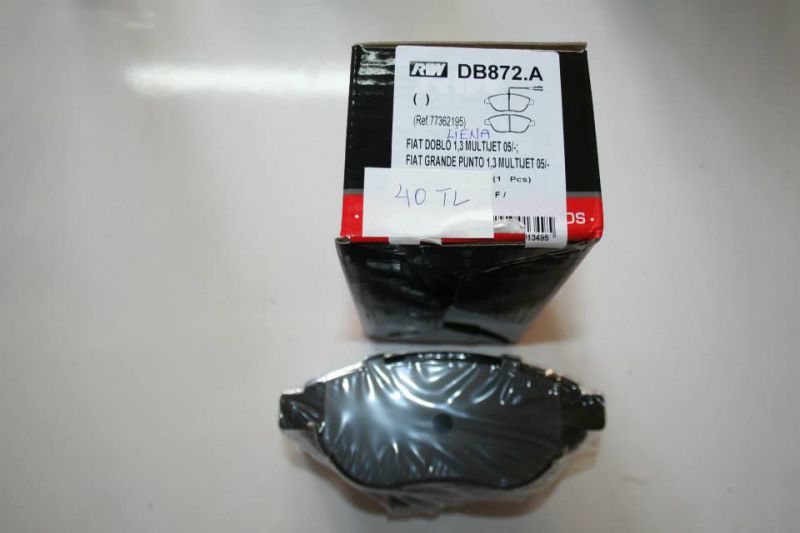 RW DB872.A
( )
(Ref.77362195)
LİENA
FIAT DOBLO 1,3 MULTIJET 05/-;
FIAT GRANDE PUNTO 1,3 MULTIJET 05/-
(1 Pcs)
40 TL
F /
OS
13495